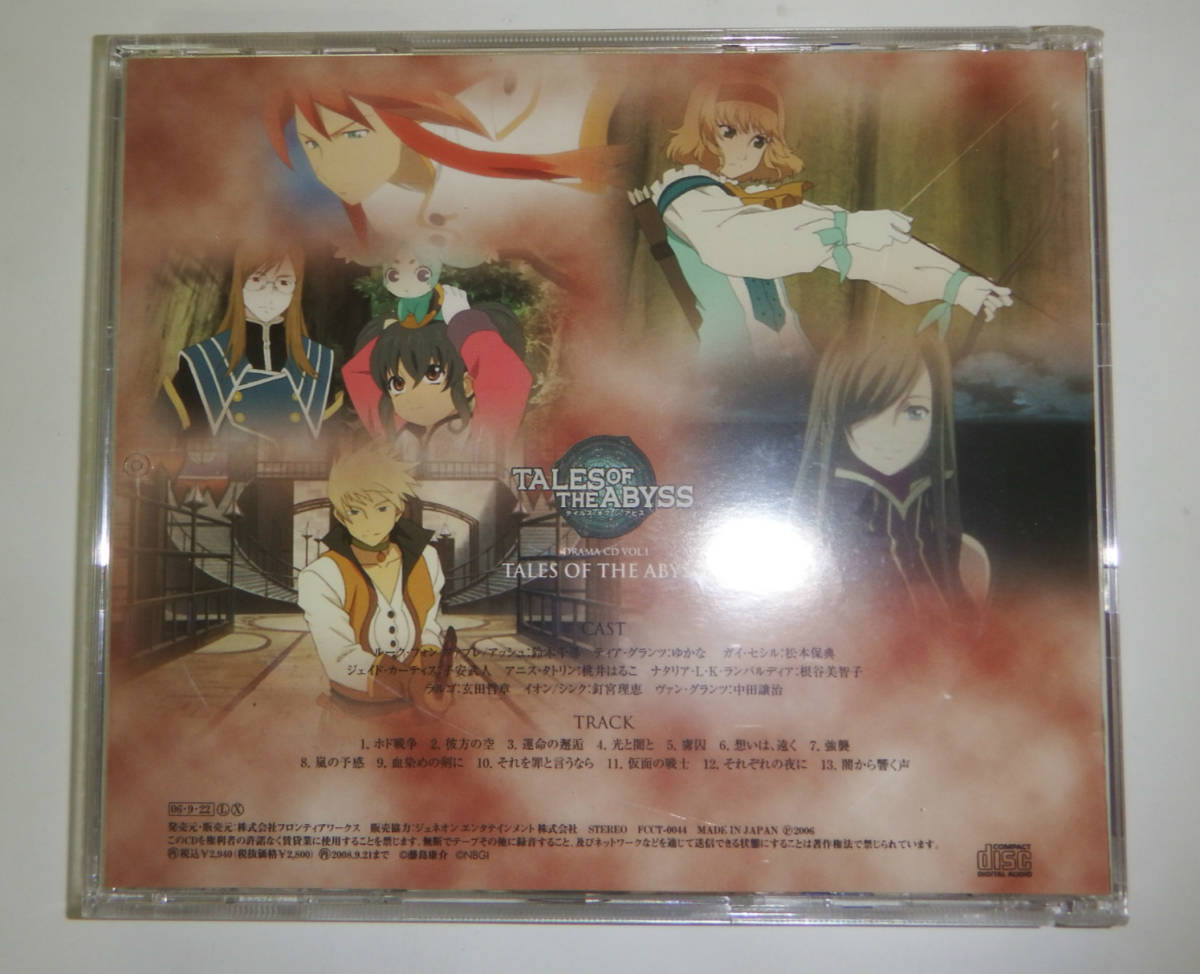 TALES OF
THE ABYSS
テイルズ オブ ジ アビス
DRAMA CD VOL.1
TALES OF THE ABYS
CAST
ルーク・フォン・ファブレ/アッシュ:鈴木千尋 ティア・グランツ:ゆかな ガイ・セシル:松本保典
ジェイド・カーティス:子安武人 アニス・タトリン:桃井はるこ ナタリア・L・K・ランバルディア:根谷美智子
ラルゴ:玄田哲章 イオン/シンク:釘宮理恵 ヴァン・グランツ:中田譲治
TRACK
1. ホド戦争 2. 彼方の空 3. 運命の邂逅 4. 光と闇と 5. 虜囚 6. 想いは、遠く 7. 強襲
8. 嵐の予感 9. 血染めの剣に 10. それを罪と言うなら 11. 仮面の戦士 12. それぞれの夜に 13. 闇から響く声
06・9・22 Ⓛ Ⓧ
発売元・販売元:株式会社フロンティアワークス 販売協力:ジェネオン エンタテインメント 株式会社 STEREO FCCT-0044 MADE IN JAPAN Ⓟ2006
このCDを権利者の許諾なく賃貸業に使用することを禁じます。無断でテープその他に録音すること、及びネットワークなどを通じて送信できる状態にすることは著作権法で禁じられています。
㊕税込¥2,940(税抜価格¥2,800) ㊕2008.9.21まで ©藤島康介 ©NBGI
COMPACT
disc
DIGITAL AUDIO